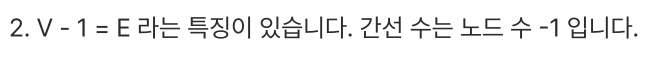 2. V - 1 = E 라는 특징이 있습니다. 간선 수는 노드 수 -1 입니다.